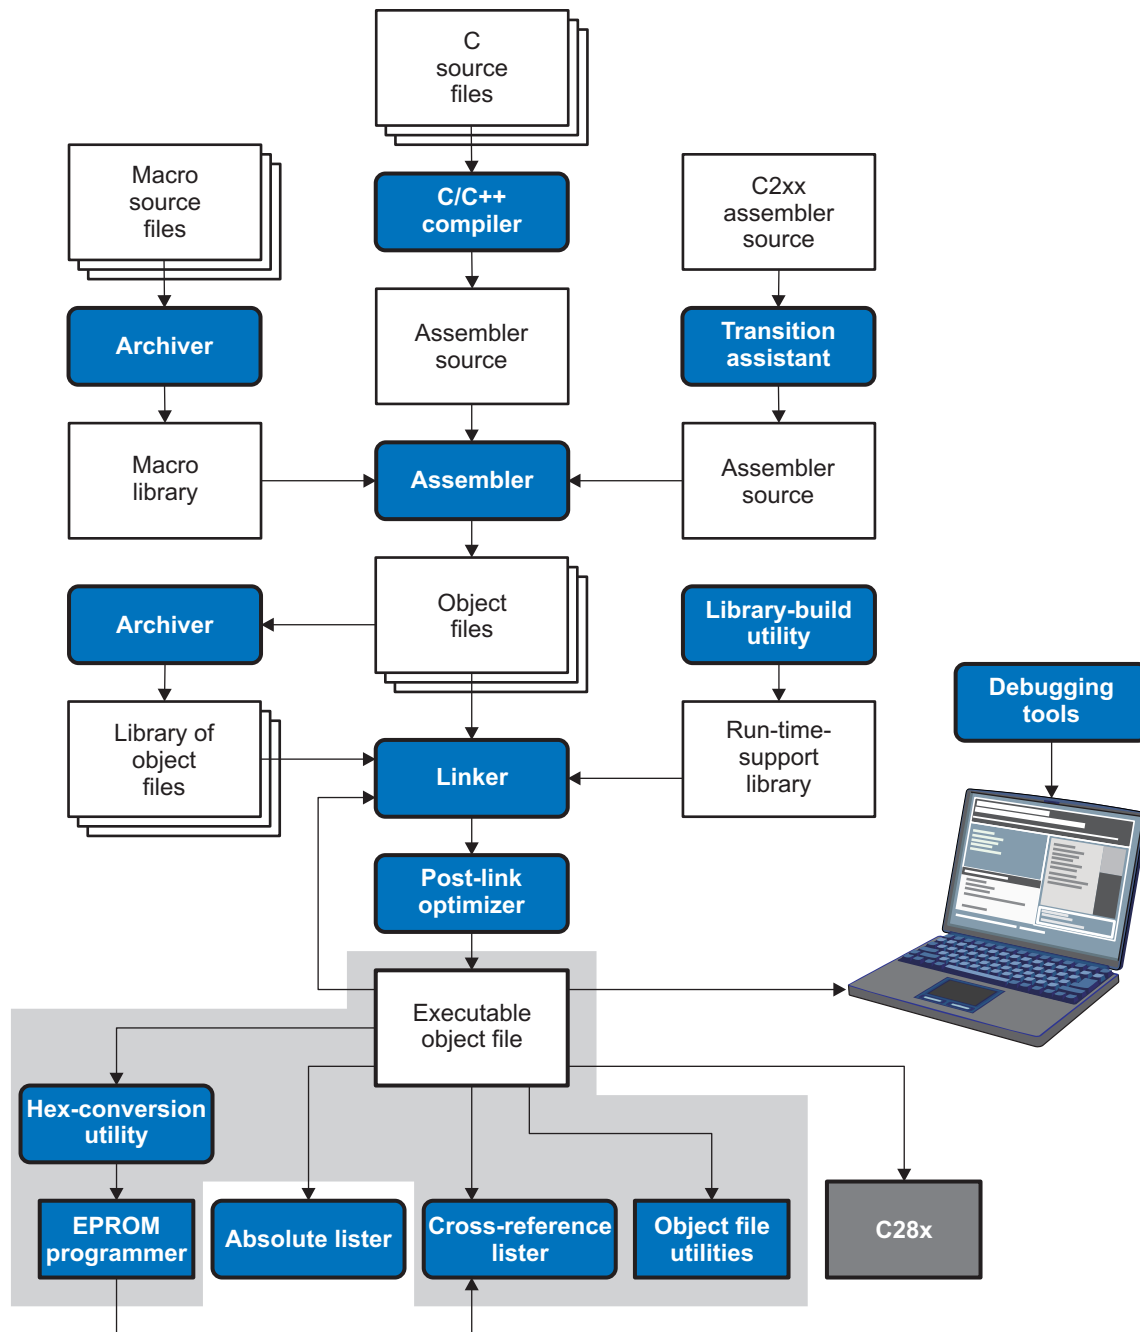 C
source
files
Macro
source
files
C/C++
compiler
C2xx
assembler
source
Archiver
Assembler
source
Transition
assistant
Macro
library
Assembler
Assembler
source
Archiver
Object
files
Library-build
utility
Debugging
tools
Library of
object
files
Linker
Run-time-
support
library
Post-link
optimizer
Executable
object file
Hex-conversion
utility
EPROM
programmer
Absolute lister
Cross-reference
lister
Object file
utilities
C28x